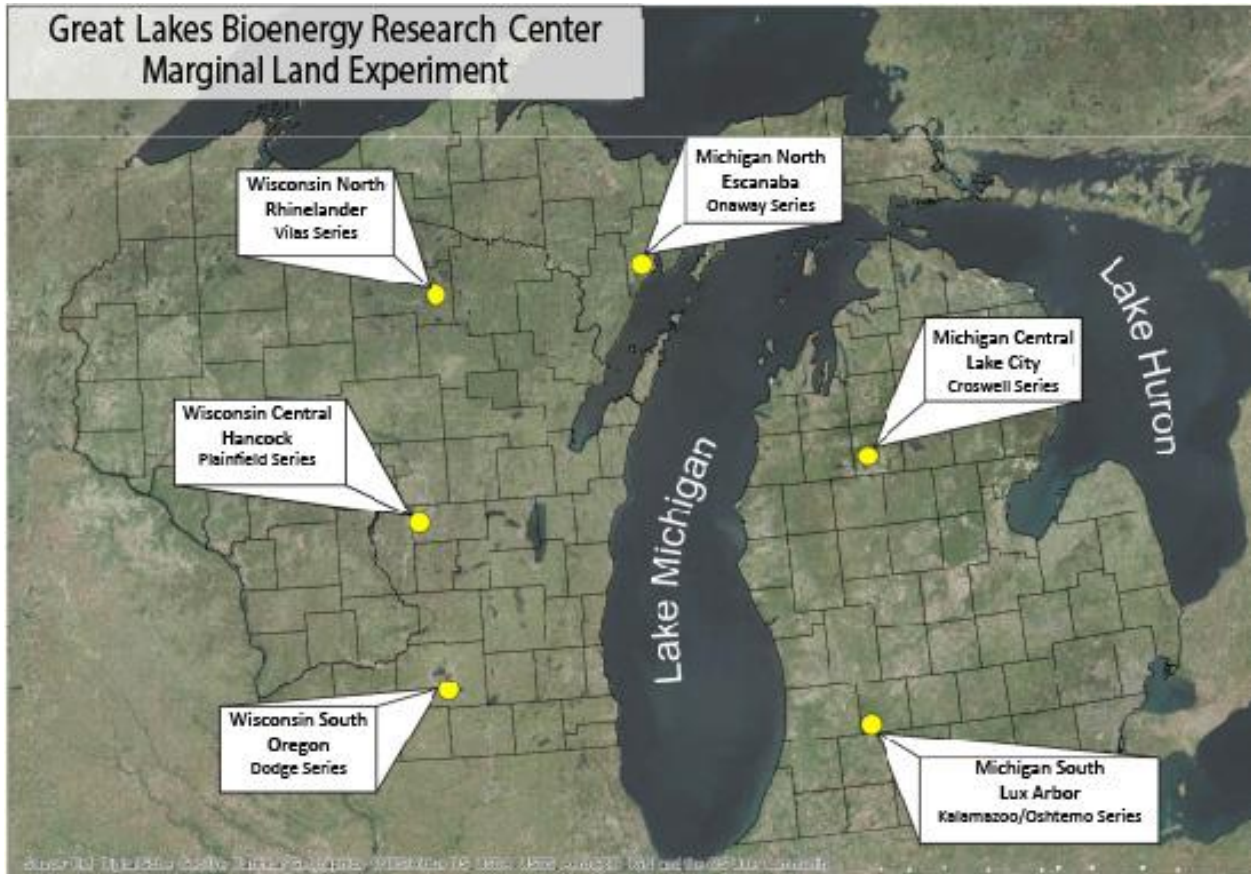 Great Lakes Bioenergy Research Center
Marginal Land Experiment
Wisconsin North
Rhinelander
Vilas Series
Michigan North
Escanaba
Onaway Series
Michigan Central
Lake City
Croswell Series
Lake Huron
Wisconsin Central
Hancock
Plainfield Series
Lake Michigan
Wisconsin South
Oregon
Dodge Series
Michigan South
Lux Arbor
Kalamazoo/Oshtemo Series